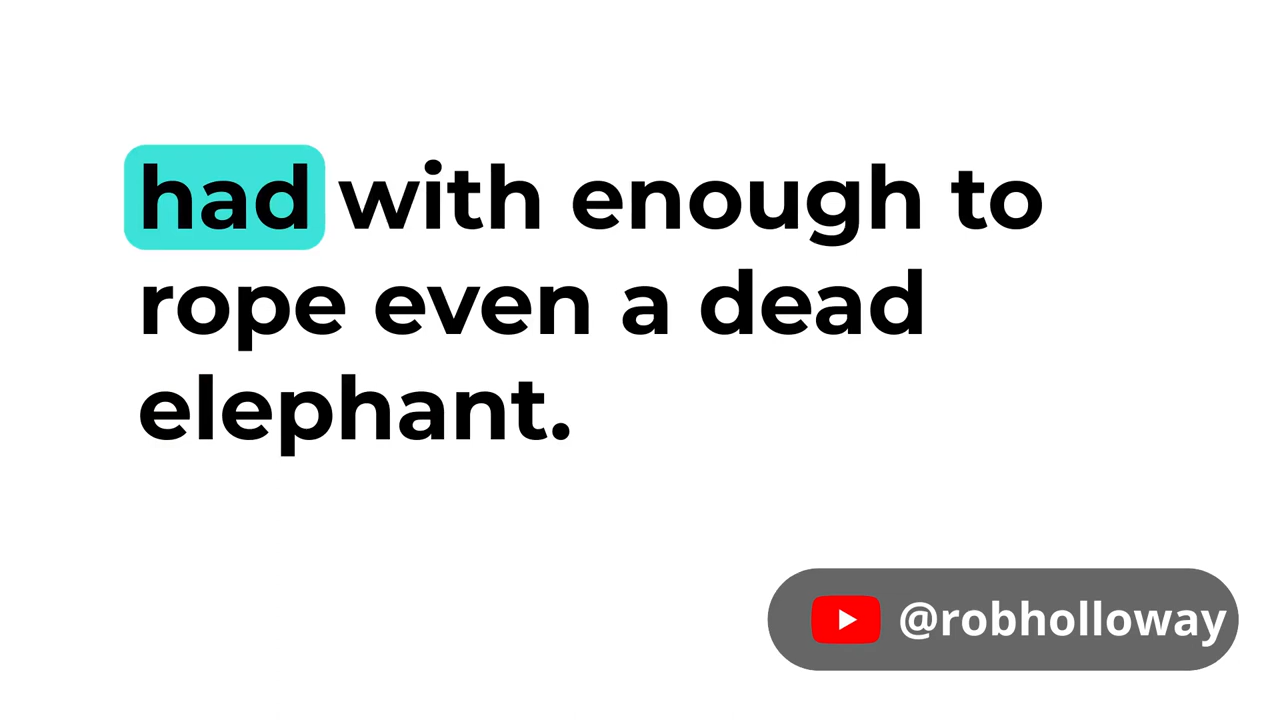 had with enough to
rope even a dead
elephant.
@robholloway